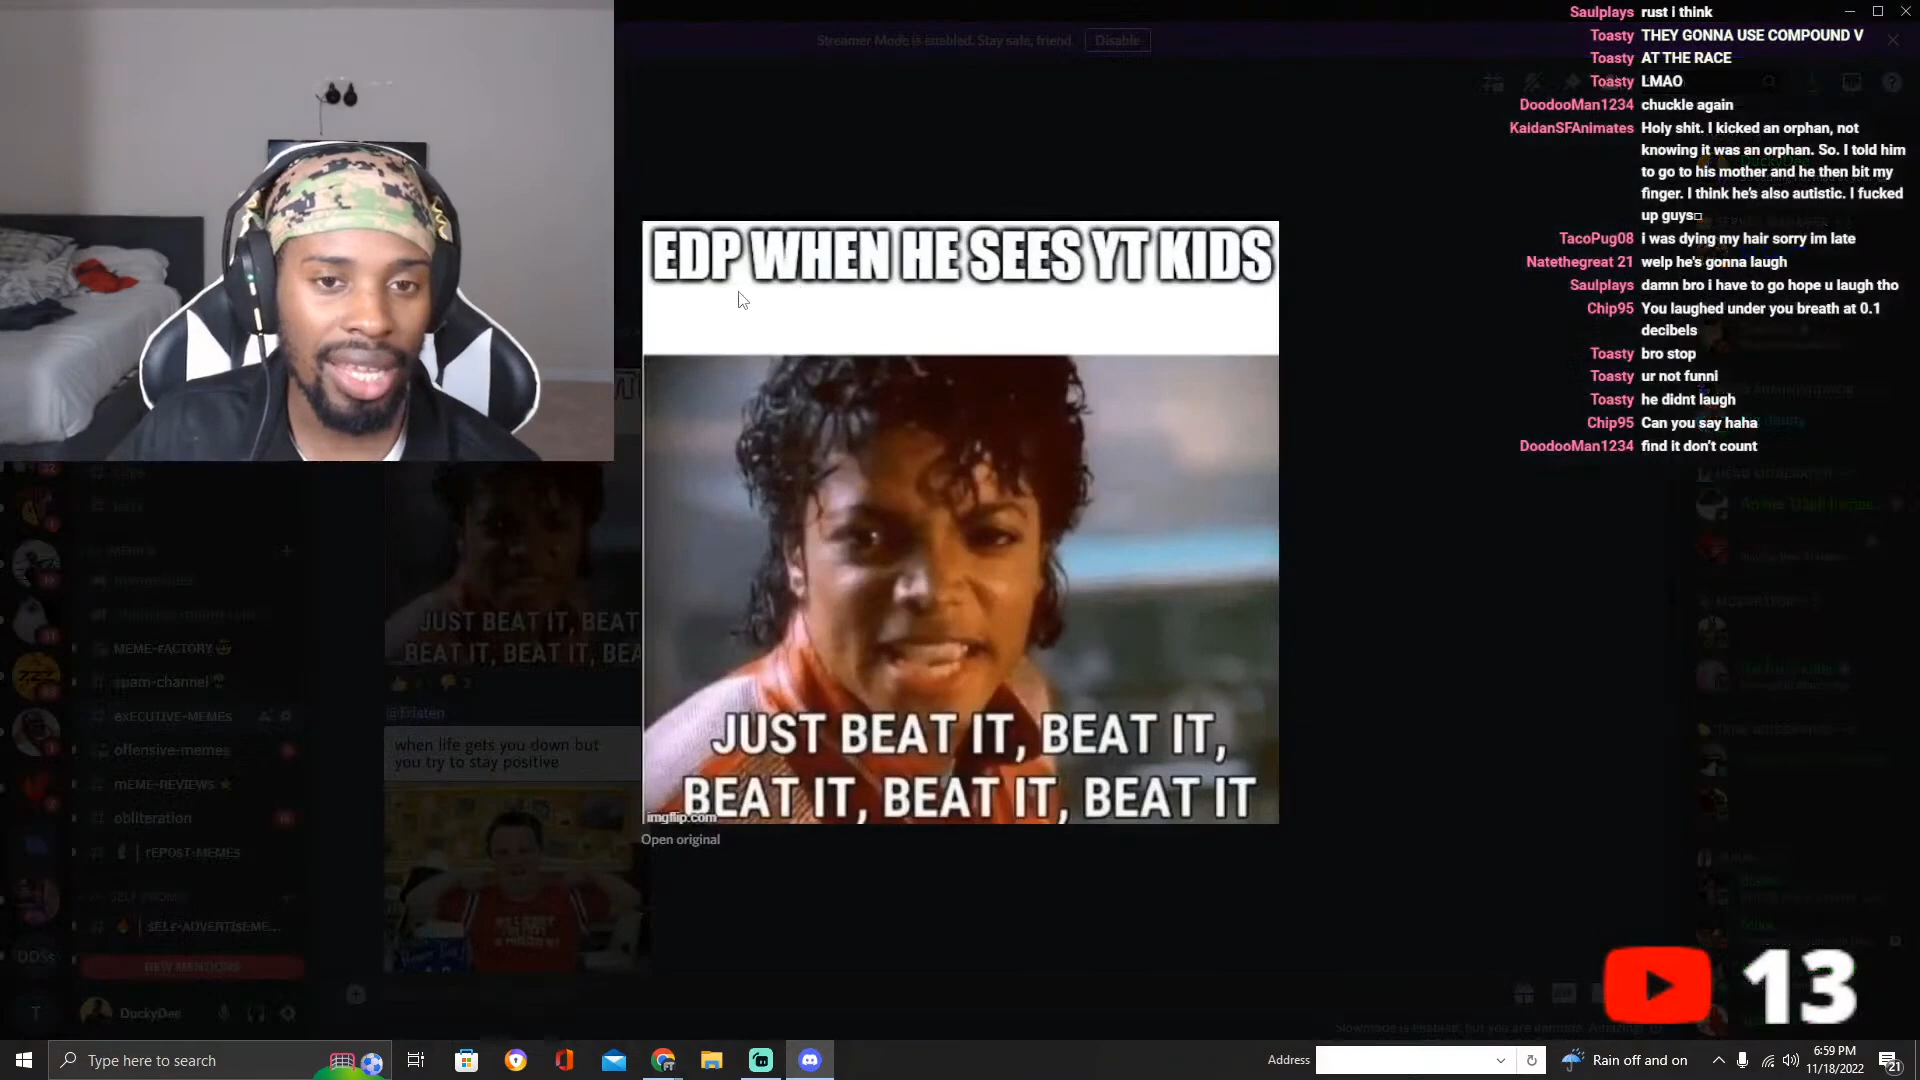 Streamer Mode is enabled. Stay safe, friend.
Disable
Saulplays rust i think
Toasty THEY GONNA USE COMPOUND V
Toasty AT THE RACE
Toasty LMAO
DoodooMan1234 chuckle again
KaidanSFAnimates Holy shit. I kicked an orphan, not
knowing it was an orphan. So. I told him
to go to his mother and he then bit my
finger. I think he's also autistic. I fucked
up guys
TacoPug08 i was dying my hair sorry im late
Natethegreat 21 welp he's gonna laugh
Saulplays damn bro i have to go hope u laugh tho
Chip95 You laughed under you breath at 0.1
decibels
Toasty bro stop
Toasty ur not funni
Toasty he didnt laugh
Chip95 Can you say haha
DoodooMan1234 find it don't count
EDP WHEN HE SEES YT KIDS
JUST BEAT IT, BEAT IT,
BEAT IT, BEAT IT, BEAT IT
imgflip.com
Open original
JUST BEAT IT, BEA
BEAT IT, BEAT IT, BEA
when life gets you down but
you try to stay positive
MEME-FACTORY
spam-channel
exECUTIVE-MEMEs
offensive-memes
mEME-REVIEWS
obliteration
rEPOST-MEMEs
sELf-ADVERTISEME...
NEW MENTIONS
DDSs
T
DuckyDee
13
Type here to search
Address
Rain off and on
6:59 PM
11/18/2022
21